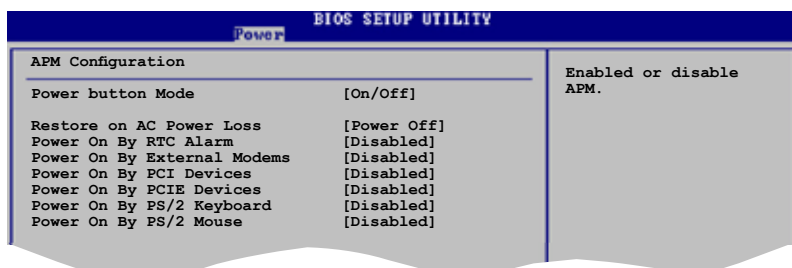 BIOS SETUP UTILITY
Power
APM Configuration
Power button Mode [On/Off]
Restore on AC Power Loss [Power Off]
Power On By RTC Alarm [Disabled]
Power On By External Modems [Disabled]
Power On By PCI Devices [Disabled]
Power On By PCIE Devices [Disabled]
Power On By PS/2 Keyboard [Disabled]
Power On By PS/2 Mouse [Disabled]
Enabled or disable
APM.